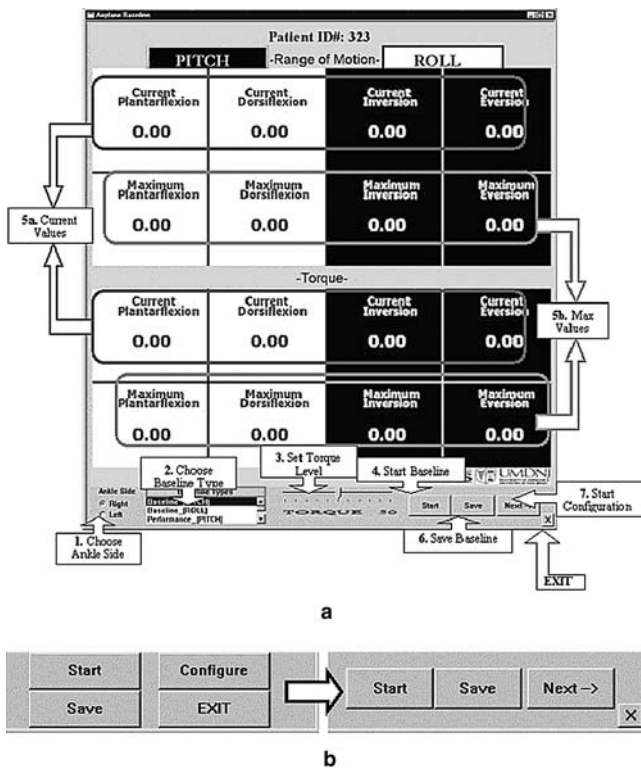 Airplane Baseline
Patient ID#: 323
PITCH -Range of Motion- ROLL
Current Plantarflexion Current Dorsiflexion Current Inversion Current Eversion
0.00 0.00 0.00 0.00
Maximum Plantarflexion Maximum Dorsiflexion Maximum Inversion Maximum Eversion
0.00 0.00 0.00 0.00
5a. Current Values
-Torque-
Current Plantarflexion Current Dorsiflexion Current Inversion Current Eversion
0.00 0.00 0.00 0.00
5b. Max Values
Maximum Plantarflexion Maximum Dorsiflexion Maximum Inversion Maximum Eversion
0.00 0.00 0.00 0.00
2. Choose Baseline Type
3. Set Torque Level
4. Start Baseline
UMDNJ
7. Start Configuration
Ankle Side
Right
Left
Types
Baseline_[ROLL]
Performance_[PITCH]
TORQUE 30
Start Save Next->
X
1. Choose Ankle Side
6. Save Baseline
EXIT
a
Start Configure
Save EXIT
Start Save Next->
X
b